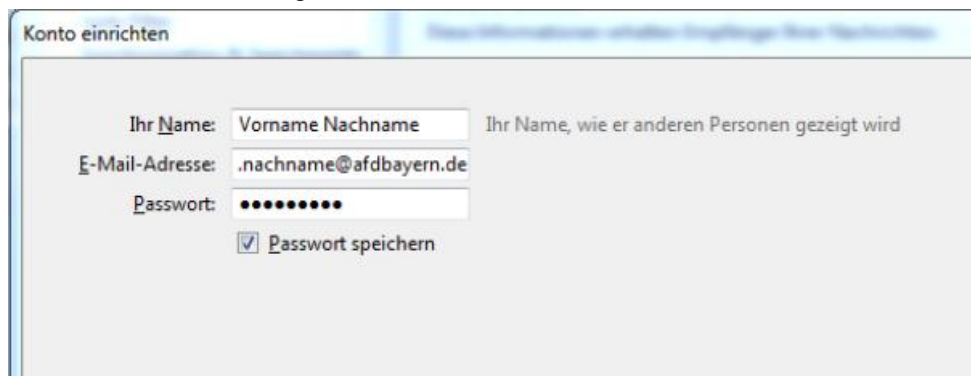 Konto einrichten
Ihr Name: Vorname Nachname Ihr Name, wie er anderen Personen gezeigt wird
E-Mail-Adresse: .nachname@afdbayern.de
Passwort: •••••••••
Passwort speichern